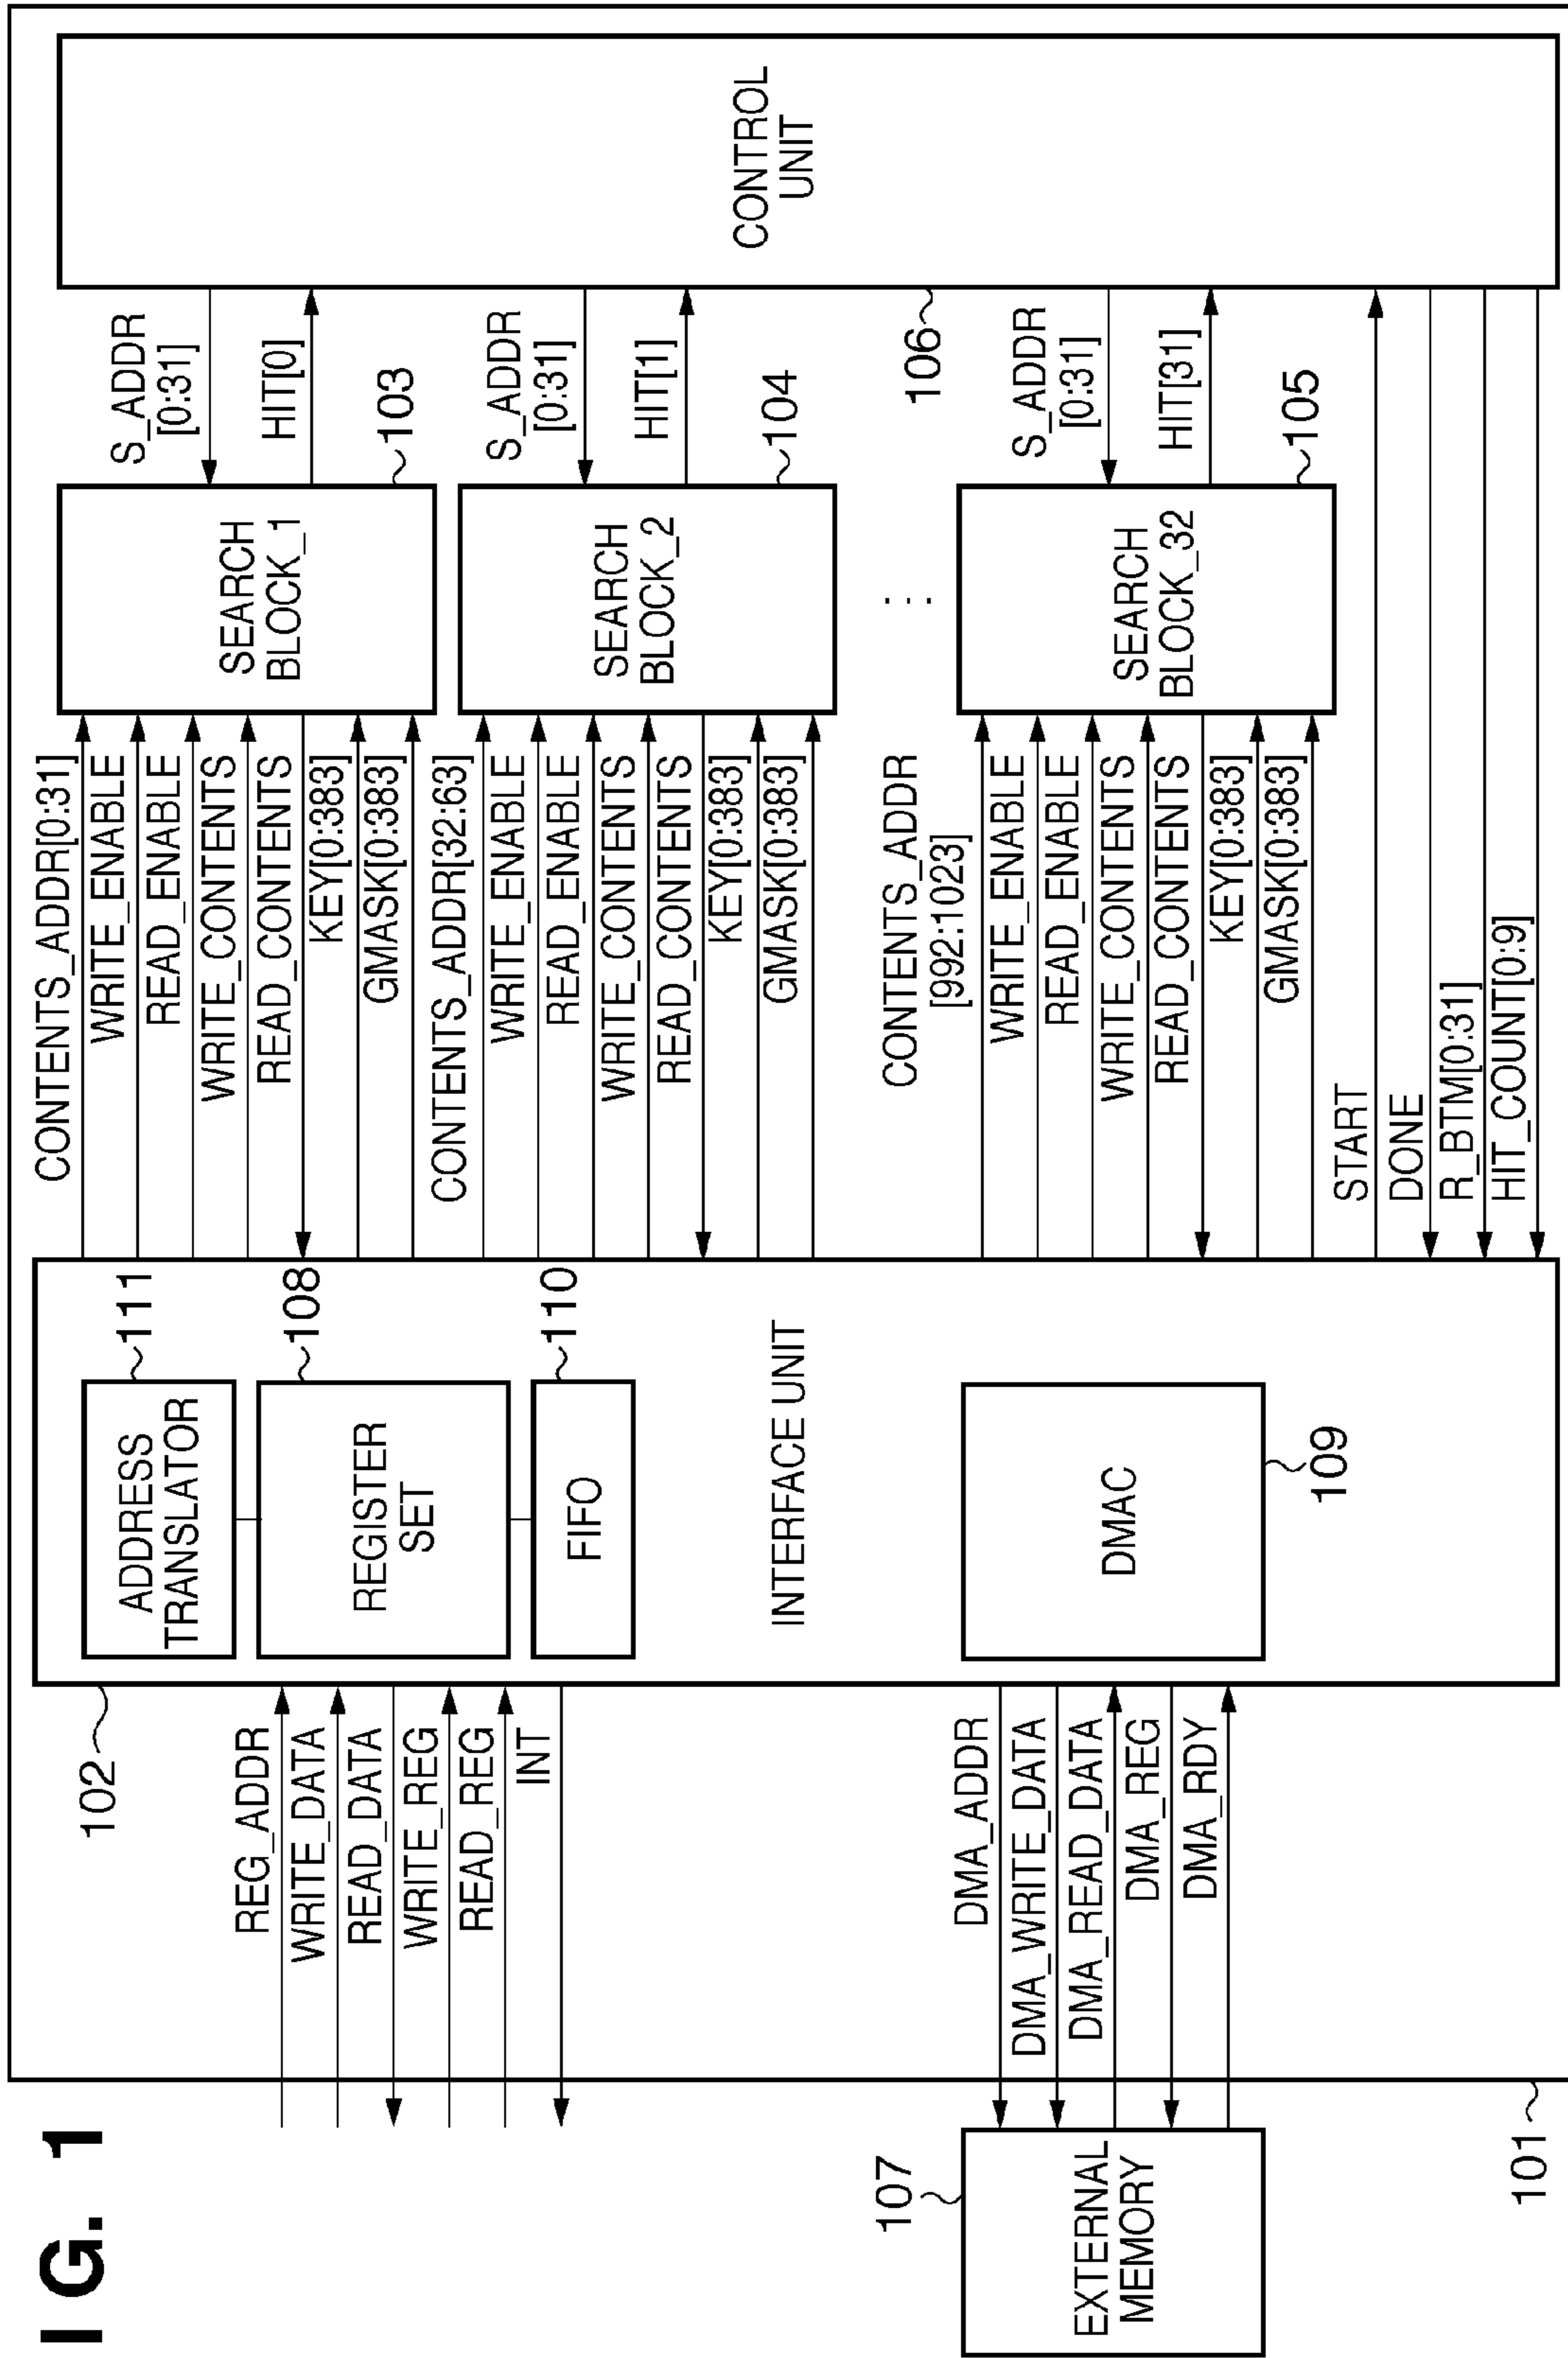 I G. 1
101
107
EXTERNAL
MEMORY
REG_ADDR
WRITE_DATA
READ_DATA
WRITE_REG
READ_REG
INT
DMA_ADDR
DMA_WRITE_DATA
DMA_READ_DATA
DMA_REG
DMA_RDY
102
ADDRESS
TRANSLATOR
111
REGISTER
SET
108
FIFO
110
INTERFACE UNIT
DMAC
109
CONTENTS_ADDR[0:31]
WRITE_ENABLE
READ_ENABLE
WRITE_CONTENTS
READ_CONTENTS
KEY[0:383]
GMASK[0:383]
CONTENTS_ADDR[32:63]
WRITE_ENABLE
READ_ENABLE
WRITE_CONTENTS
READ_CONTENTS
KEY[0:383]
GMASK[0:383]
CONTENTS_ADDR
[992:1023]
WRITE_ENABLE
READ_ENABLE
WRITE_CONTENTS
READ_CONTENTS
KEY[0:383]
GMASK[0:383]
START
DONE
R_BTM[0:31]
HIT_COUNT[0:9]
SEARCH
BLOCK_1
103
SEARCH
BLOCK_2
104
...
SEARCH
BLOCK_32
105
S_ADDR
[0:31]
HIT[0]
S_ADDR
[0:31]
HIT[1]
106
S_ADDR
[0:31]
HIT[31]
CONTROL
UNIT